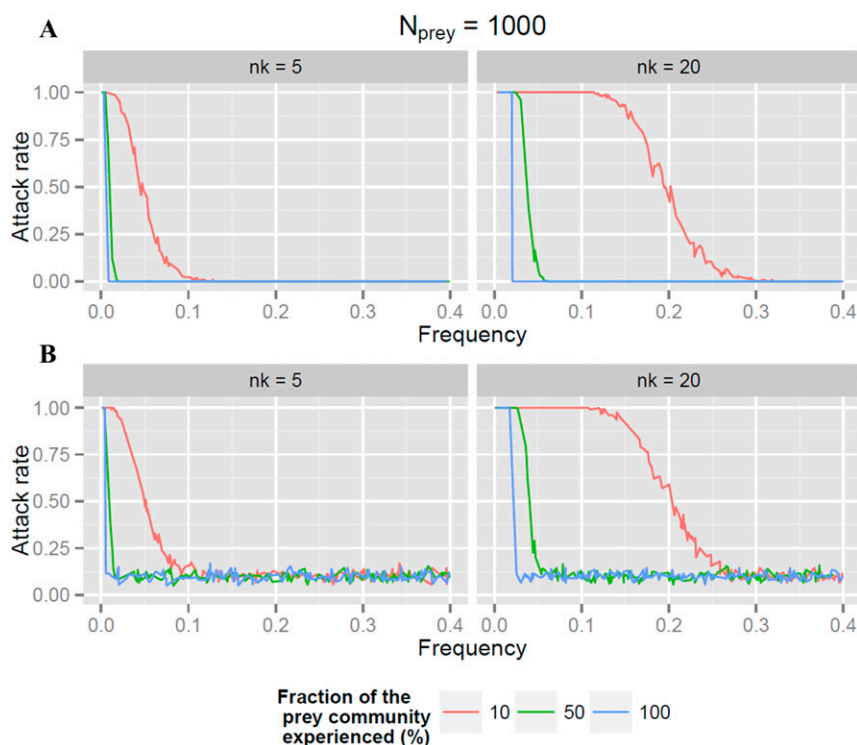 A
N_prey = 1000
nk = 5
nk = 20
Attack rate
1.00
0.75
0.50
0.25
0.00
0.0 0.1 0.2 0.3 0.4
0.0 0.1 0.2 0.3 0.4
Frequency
B
nk = 5
nk = 20
Attack rate
1.00
0.75
0.50
0.25
0.00
0.0 0.1 0.2 0.3 0.4
0.0 0.1 0.2 0.3 0.4
Frequency
Fraction of the
prey community
experienced (%)
10 50 100